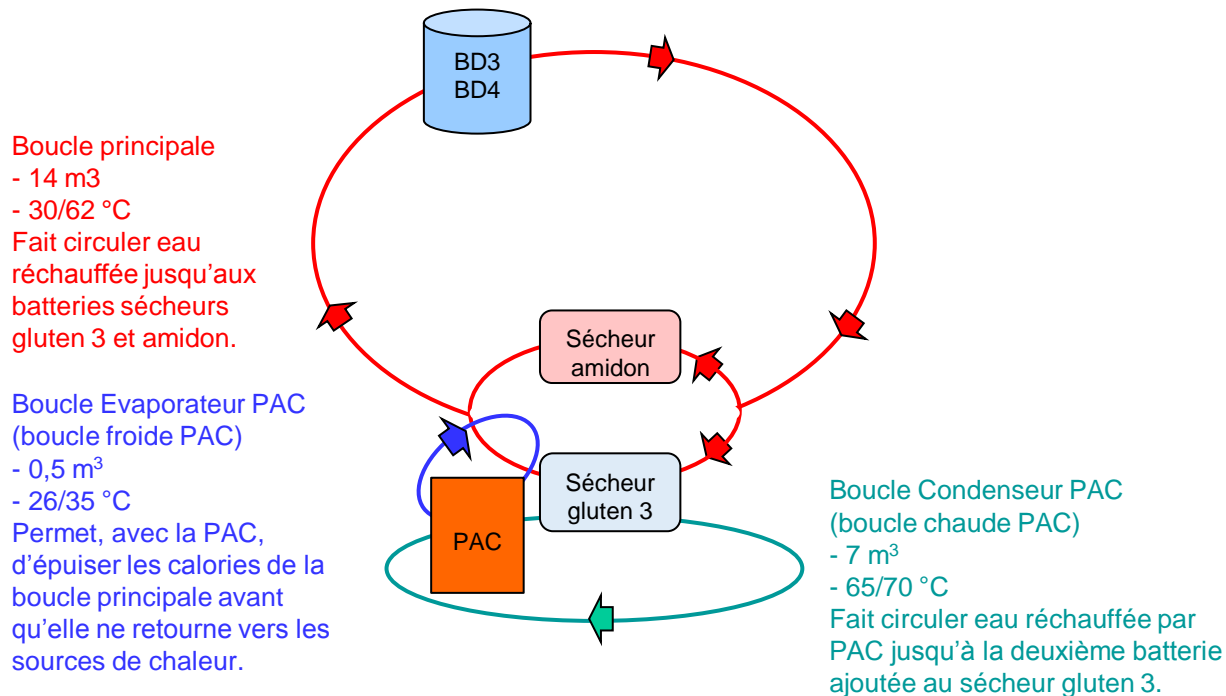 BD3
BD4
Boucle principale
- 14 m3
- 30/62 °C
Fait circuler eau
réchauffée jusqu’aux
batteries sécheurs
gluten 3 et amidon.
Sécheur
amidon
Boucle Evaporateur PAC
(boucle froide PAC)
- 0,5 m³
- 26/35 °C
Permet, avec la PAC,
d’épuiser les calories de la
boucle principale avant
qu’elle ne retourne vers les
sources de chaleur.
Sécheur
gluten 3
PAC
Boucle Condenseur PAC
(boucle chaude PAC)
- 7 m³
- 65/70 °C
Fait circuler eau réchauffée par
PAC jusqu’à la deuxième batterie
ajoutée au sécheur gluten 3.